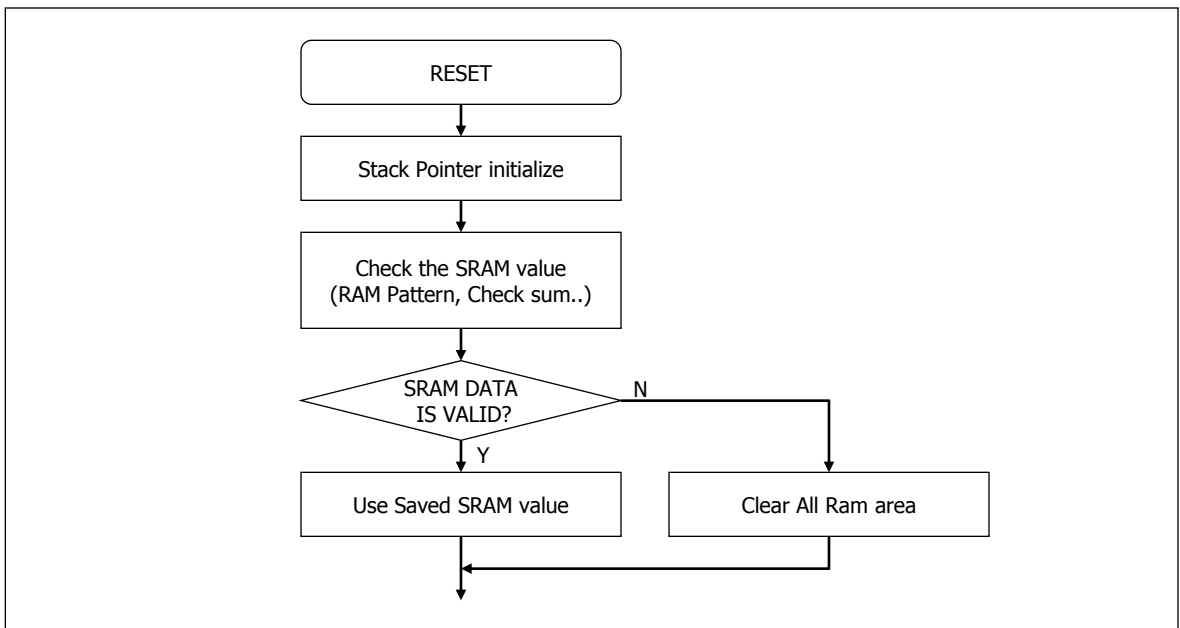 RESET
Stack Pointer initialize
Check the SRAM value
(RAM Pattern, Check sum..)
SRAM DATA
IS VALID?
N
Y
Use Saved SRAM value
Clear All Ram area